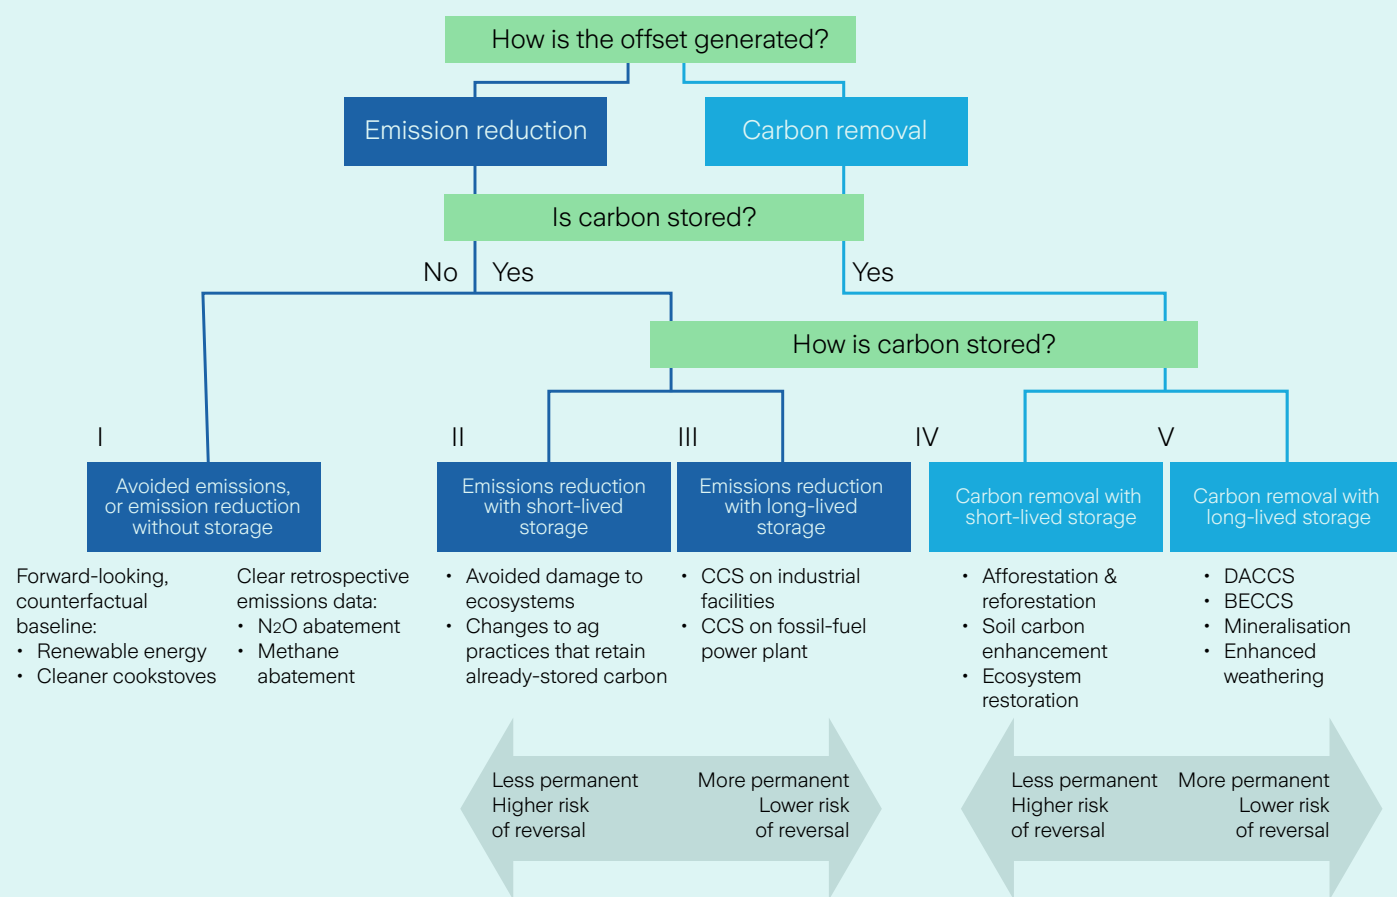 How is the offset generated?
Emission reduction
Carbon removal
Is carbon stored?
No
Yes
Yes
How is carbon stored?
I
II
III
IV
V
Avoided emissions,
or emission reduction
without storage
Emissions reduction
with short-lived
storage
Emissions reduction
with long-lived
storage
Carbon removal with
short-lived storage
Carbon removal with
long-lived storage
Forward-looking,
counterfactual
baseline:
• Renewable energy
• Cleaner cookstoves
Clear retrospective
emissions data:
• N2O abatement
• Methane
abatement
• Avoided damage to
ecosystems
• Changes to ag
practices that retain
already-stored carbon
• CCS on industrial
facilities
• CCS on fossil-fuel
power plant
• Afforestation &
reforestation
• Soil carbon
enhancement
• Ecosystem
restoration
• DACCS
• BECCS
• Mineralisation
• Enhanced
weathering
Less permanent
Higher risk
of reversal
More permanent
Lower risk
of reversal
Less permanent
Higher risk
of reversal
More permanent
Lower risk
of reversal